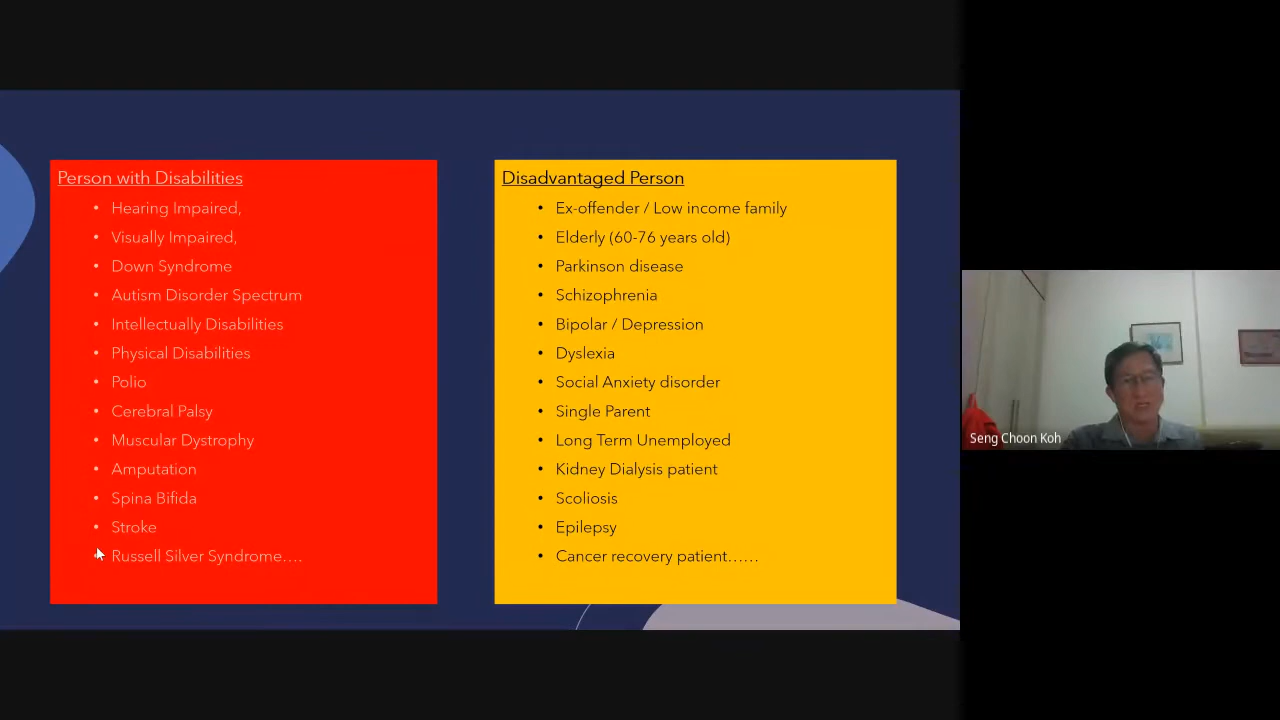 Person with Disabilities
• Hearing Impaired,
• Visually Impaired,
• Down Syndrome
• Autism Disorder Spectrum
• Intellectually Disabilities
• Physical Disabilities
• Polio
• Cerebral Palsy
• Muscular Dystrophy
• Amputation
• Spina Bifida
• Stroke
• Russell Silver Syndrome....
Disadvantaged Person
• Ex-offender / Low income family
• Elderly (60-76 years old)
• Parkinson disease
• Schizophrenia
• Bipolar / Depression
• Dyslexia
• Social Anxiety disorder
• Single Parent
• Long Term Unemployed
• Kidney Dialysis patient
• Scoliosis
• Epilepsy
• Cancer recovery patient......
Seng Choon Koh